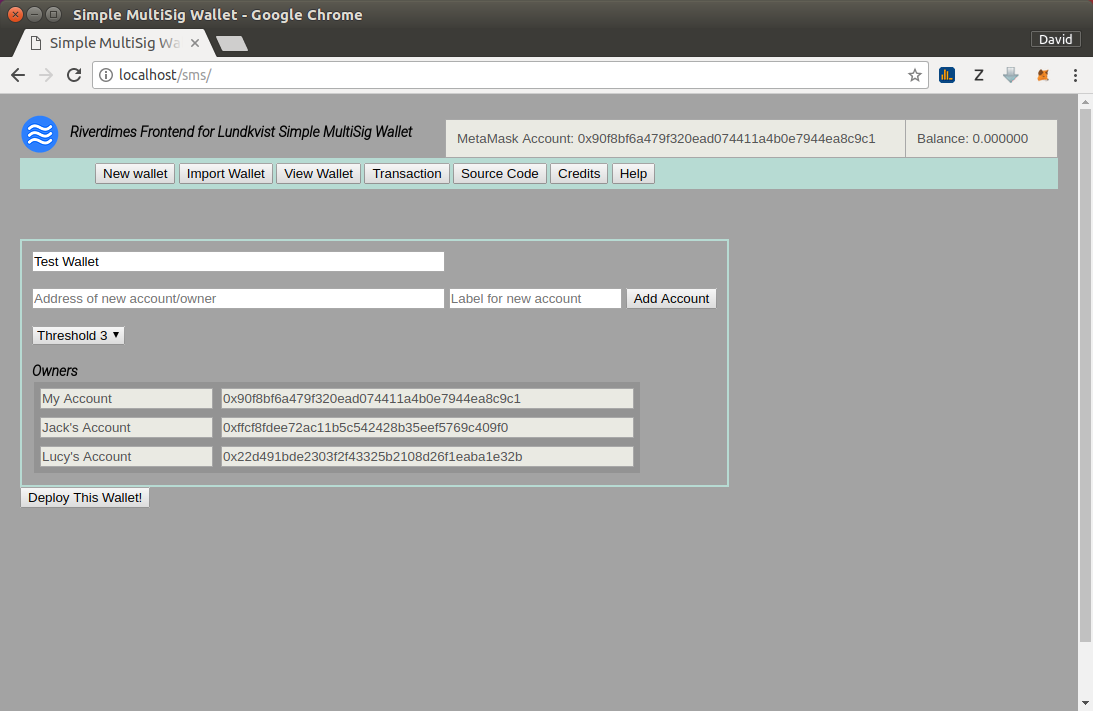 Simple MultiSig Wallet - Google Chrome
Simple MultiSig Wa
David
localhost/sms/
Z
Riverdimes Frontend for Lundkvist Simple MultiSig Wallet
MetaMask Account: 0x90f8bf6a479f320ead074411a4b0e7944ea8c9c1
Balance: 0.000000
New wallet Import Wallet View Wallet Transaction Source Code Credits Help
Test Wallet
Address of new account/owner Label for new account Add Account
Threshold 3
Owners
My Account 0x90f8bf6a479f320ead074411a4b0e7944ea8c9c1
Jack's Account 0xffcf8fdee72ac11b5c542428b35eef5769c409f0
Lucy's Account 0x22d491bde2303f2f43325b2108d26f1eaba1e32b
Deploy This Wallet!